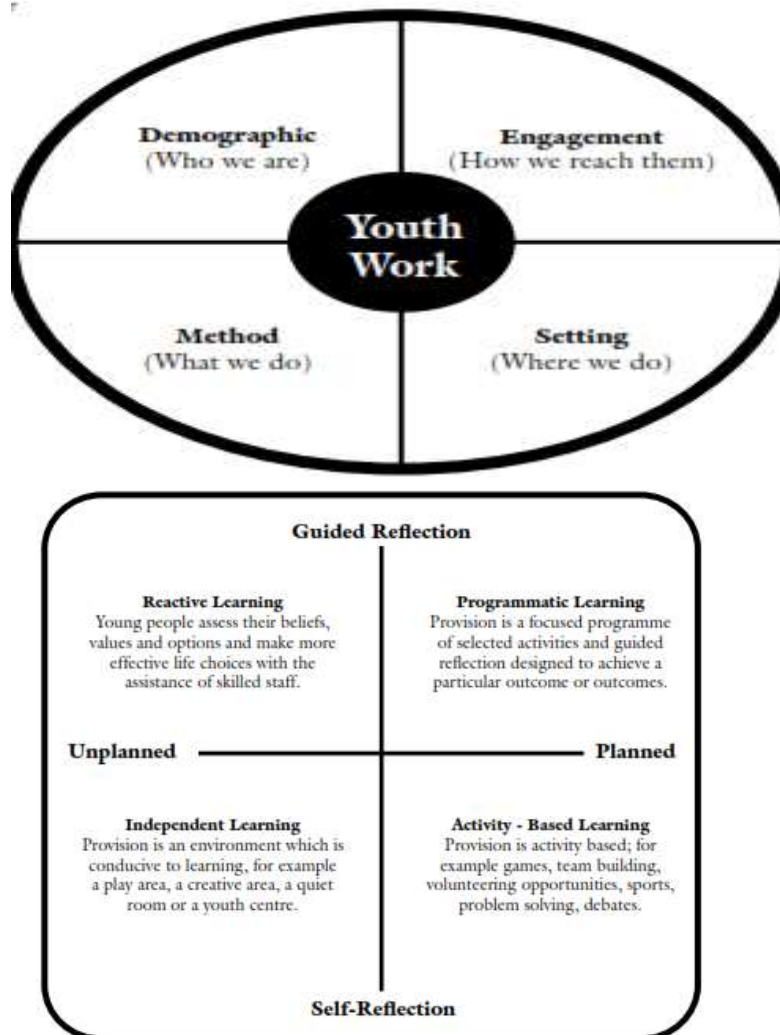 Demographic
(Who we are)
Engagement
(How we reach them)
Youth
Work
Method
(What we do)
Setting
(Where we do)
Guided Reflection
Reactive Learning
Young people assess their beliefs,
values and options and make more
effective life choices with the
assistance of skilled staff.
Programmatic Learning
Provision is a focused programme
of selected activities and guided
reflection designed to achieve a
particular outcome or outcomes.
Unplanned
Planned
Independent Learning
Provision is an environment which is
conducive to learning, for example
a play area, a creative area, a quiet
room or a youth centre.
Activity - Based Learning
Provision is activity based; for
example games, team building,
volunteering opportunities, sports,
problem solving, debates.
Self-Reflection